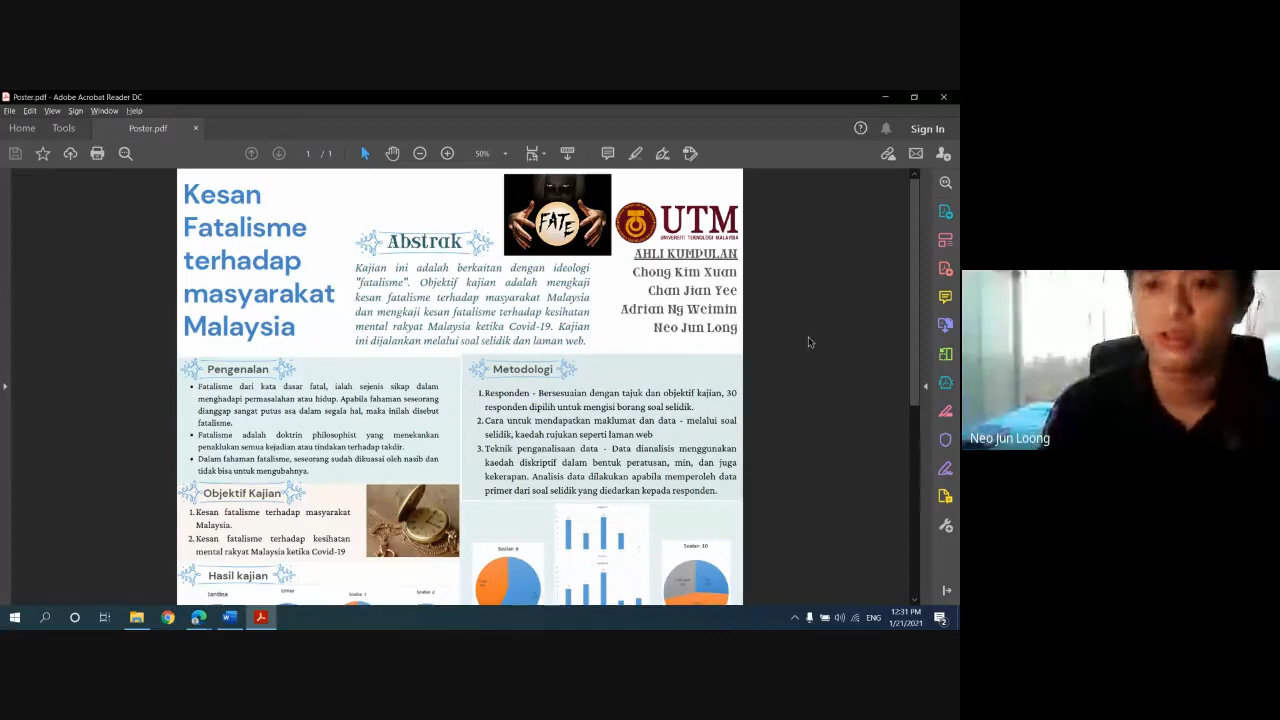 Poster.pdf - Adobe Acrobat Reader DC
File Edit View Sign Window Help
Home Tools Poster.pdf × Sign In
1 / 1 50%
Kesan
Fatalisme
terhadap
masyarakat
Malaysia
Abstrak
Kajian ini adalah berkaitan dengan ideologi
"fatalisme". Objektif kajian adalah mengkaji
kesan fatalisme terhadap masyarakat Malaysia
dan mengkaji kesan fatalisme terhadap kesihatan
mental rakyat Malaysia ketika Covid-19. Kajian
ini dijalankan melalui soal selidik dan laman web.
FATE
UTM
UNIVERSITI TEKNOLOGI MALAYSIA
AHLI KUMPULAN
Chong Kim Xuan
Chan Jian Yee
Adrian Ng Weimin
Neo Jun Long
Pengenalan
• Fatalisme dari kata dasar fatal, ialah sejenis sikap dalam
menghadapi permasalahan atau hidup. Apabila fahaman seseorang
dianggap sangat putus asa dalam segala hal, maka inilah disebut
fatalisme.
• Fatalisme adalah doktrin philosophist yang menekankan
penaklukan semua kejadian atau tindakan terhadap takdir.
• Dalam fahaman fatalisme, seseorang sudah dikuasai oleh nasib dan
tidak bisa untuk mengubahnya.
Objektif Kajian
1. Kesan fatalisme terhadap masyarakat
Malaysia.
2. Kesan fatalisme terhadap kesihatan
mental rakyat Malaysia ketika Covid-19
Hasil kajian
Jantina Umur Soalan 1 Soalan 2
Metodologi
1. Responden - Bersesuaian dengan tajuk dan objektif kajian, 30
responden dipilih untuk mengisi borang soal selidik.
2. Cara untuk mendapatkan maklumat dan data - melalui soal
selidik, kaedah rujukan seperti laman web
3. Teknik penganalisaan data - Data dianalisis menggunakan
kaedah diskriptif dalam bentuk peratusan, min, dan juga
kekerapan. Analisis data dilakukan apabila memperoleh data
primer dari soal selidik yang diedarkan kepada responden.
Soalan 6
Soalan 10
Neo Jun Loong
ENG
12:31 PM
1/21/2021
2